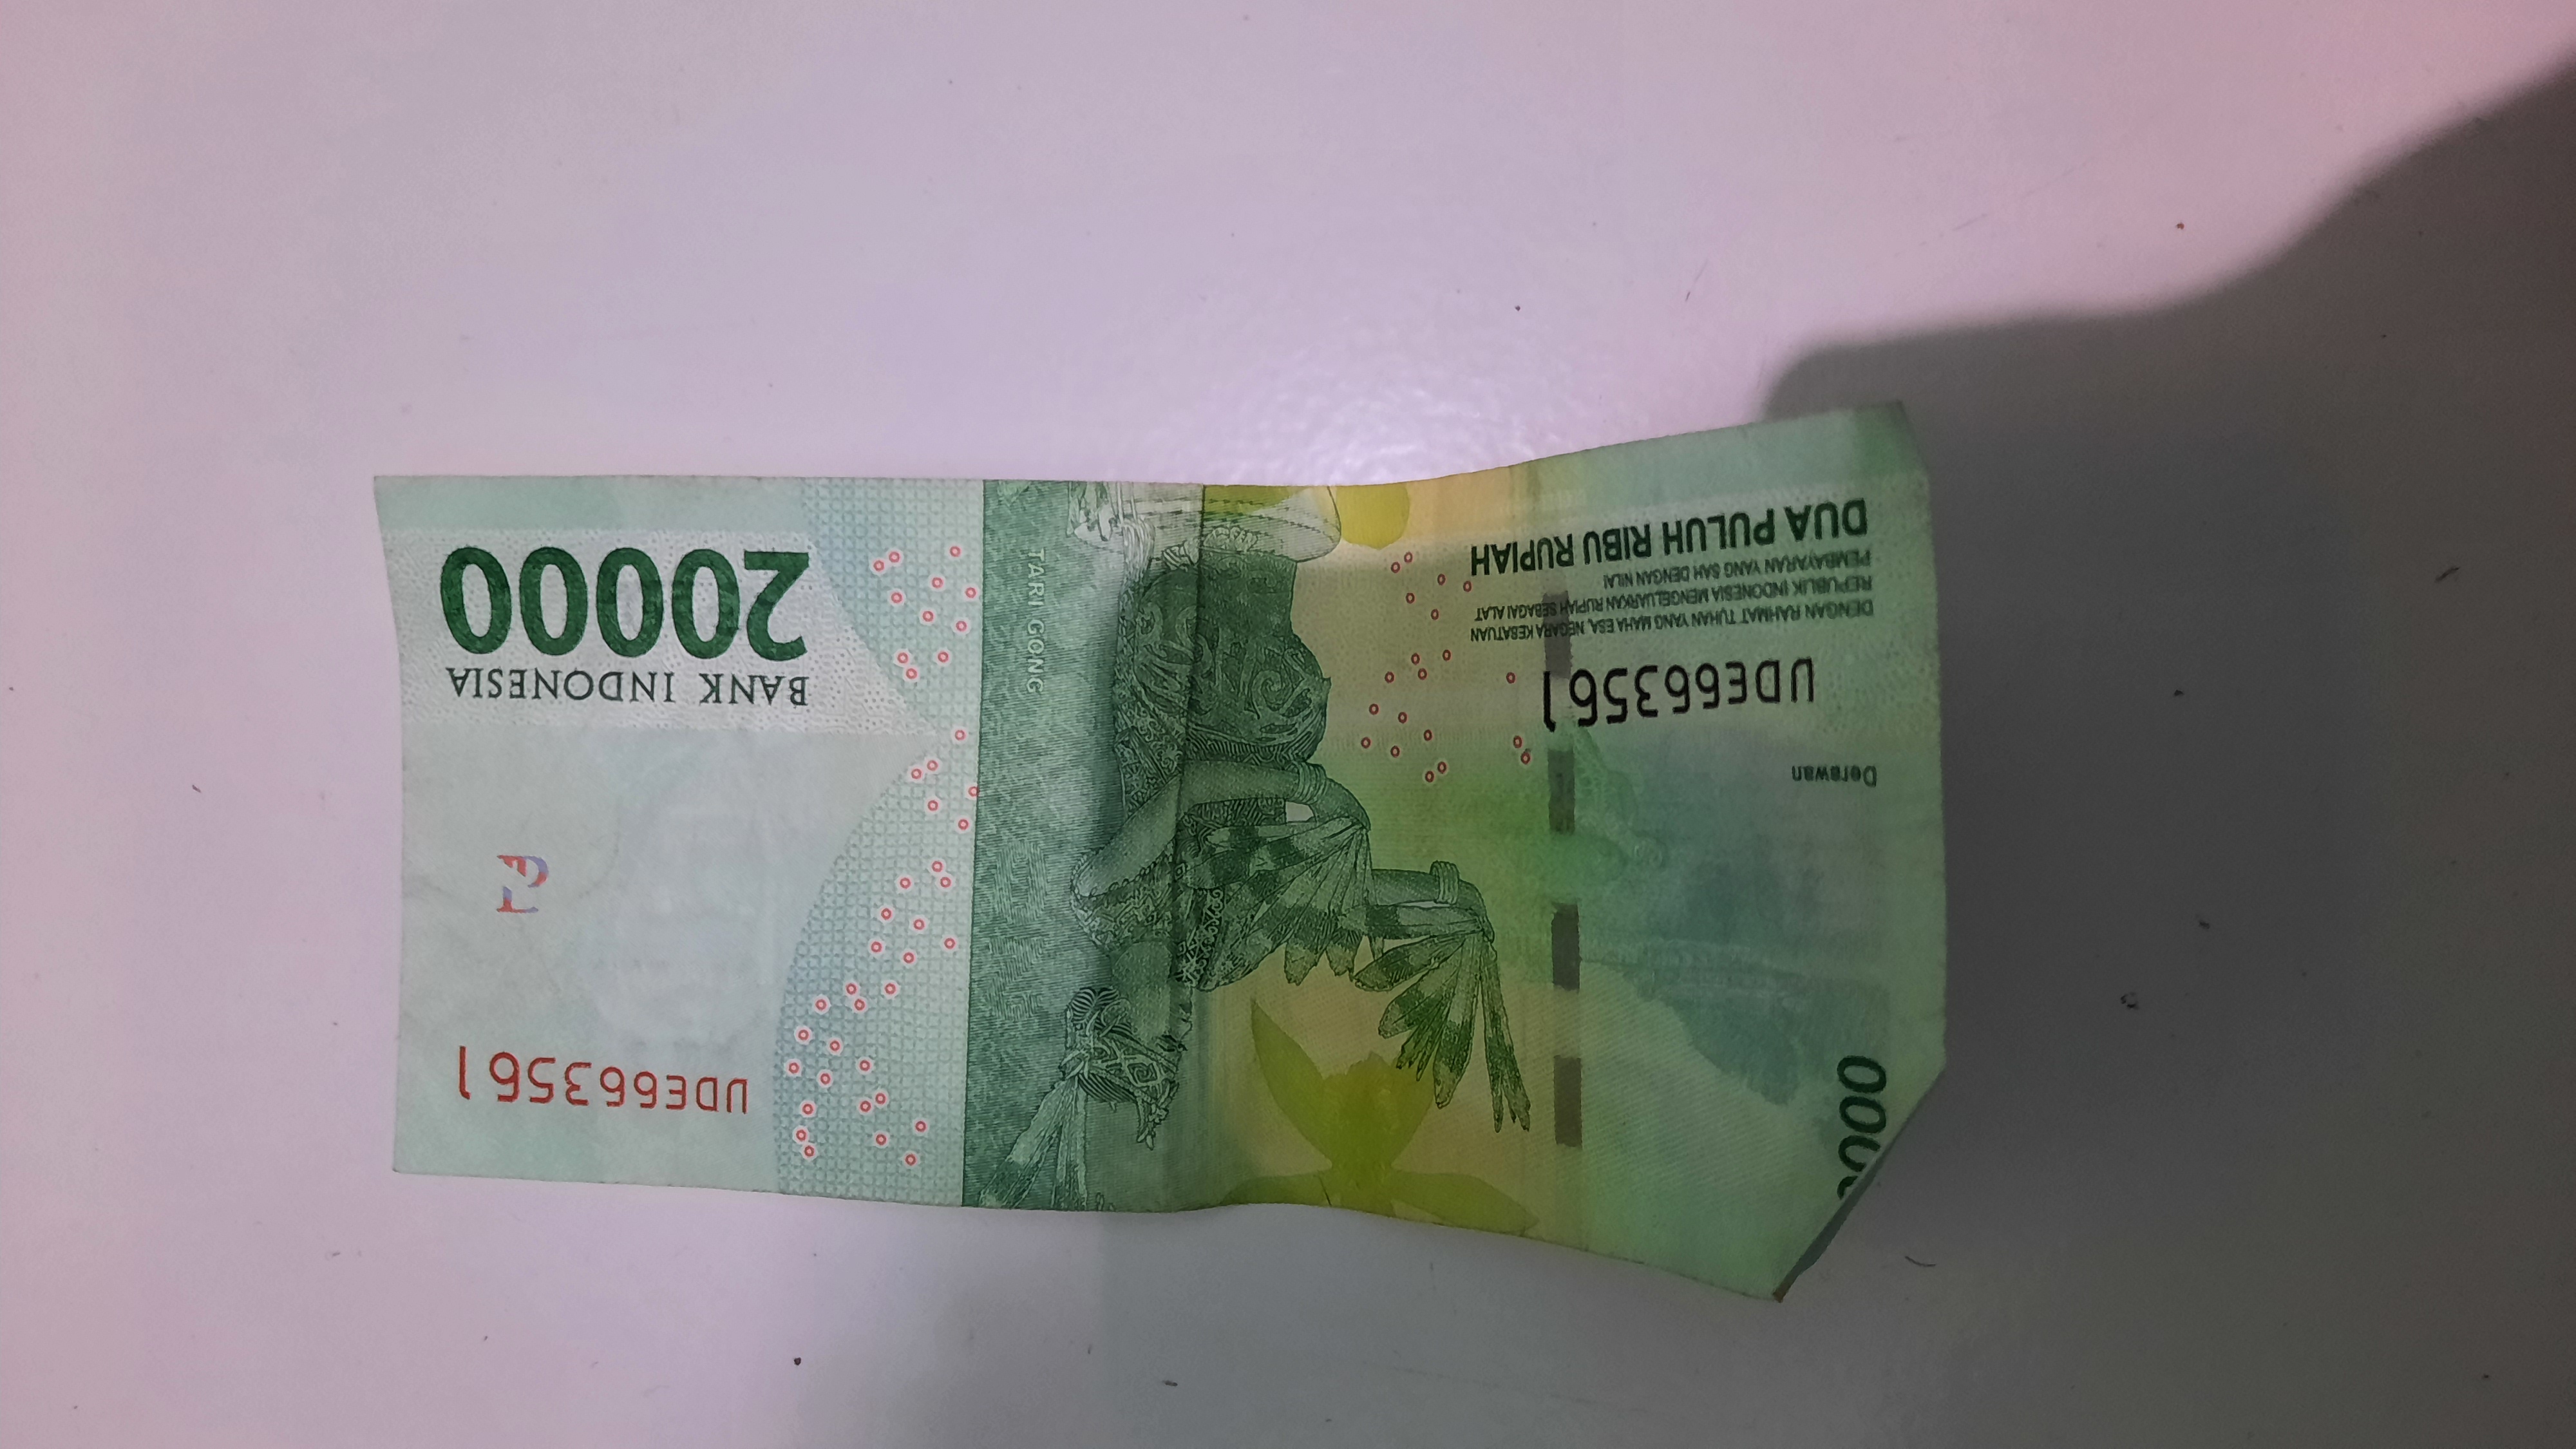 UDE663561
BANK INDONESIA
20000
TARI GONG
000
Derawan
UDE663561
DENGAN RAHMAT TUHAN YANG MAHA ESA, NEGARA KESATUAN
REPUBLIK INDONESIA MENGELUARKAN RUPIAH SEBAGAI ALAT
PEMBAYARAN YANG SAH DENGAN NILAI
DUA PULUH RIBU RUPIAH